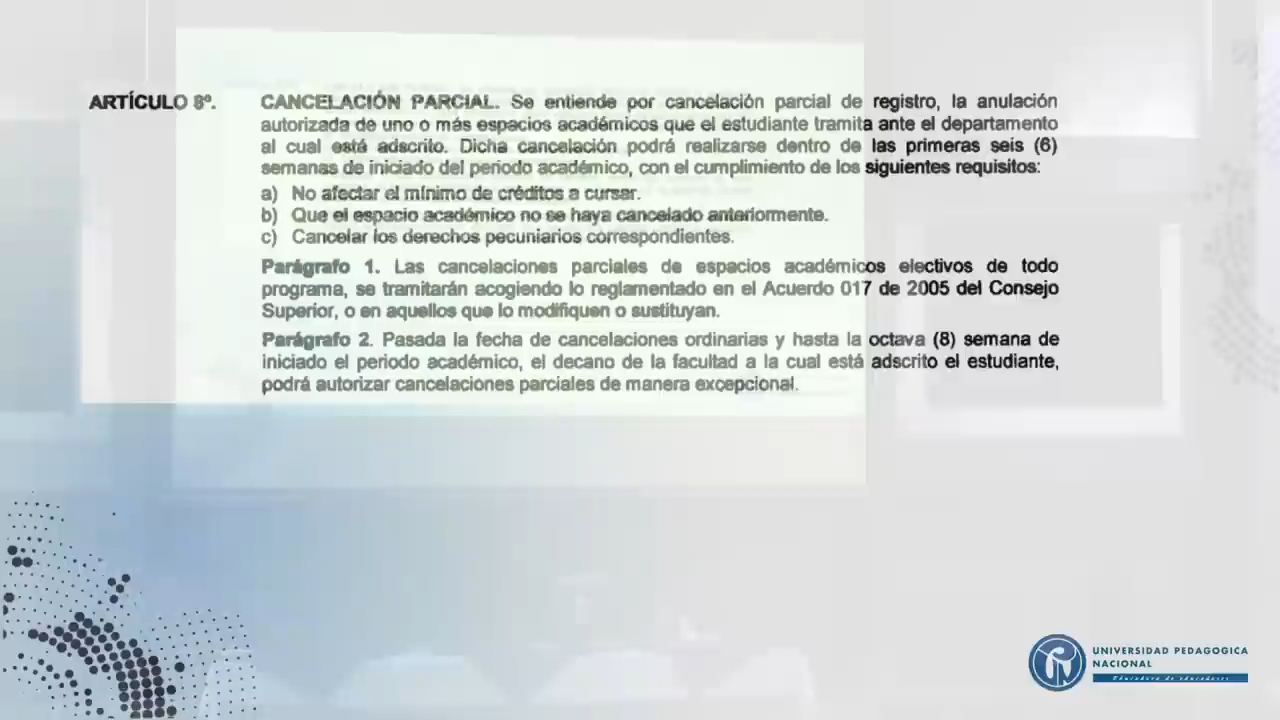 ARTÍCULO 8º. CANCELACIÓN PARCIAL. Se entiende por cancelación parcial de registro, la anulación
autorizada de uno o más espacios académicos que el estudiante tramita ante el departamento
al cual está adscrito. Dicha cancelación podrá realizarse dentro de las primeras seis (6)
semanas de iniciado del periodo académico, con el cumplimiento de los siguientes requisitos:
a) No afectar el mínimo de créditos a cursar.
b) Que el espacio académico no se haya cancelado anteriormente.
c) Cancelar los derechos pecuniarios correspondientes.
Parágrafo 1. Las cancelaciones parciales de espacios académicos electivos de todo
programa, se tramitarán acogiendo lo reglamentado en el Acuerdo 017 de 2005 del Consejo
Superior, o en aquellos que lo modifiquen o sustituyan.
Parágrafo 2. Pasada la fecha de cancelaciones ordinarias y hasta la octava (8) semana de
iniciado el periodo académico, el decano de la facultad a la cual está adscrito el estudiante,
podrá autorizar cancelaciones parciales de manera excepcional.
UNIVERSIDAD PEDAGOGICA
NACIONAL
Educadora de educadores